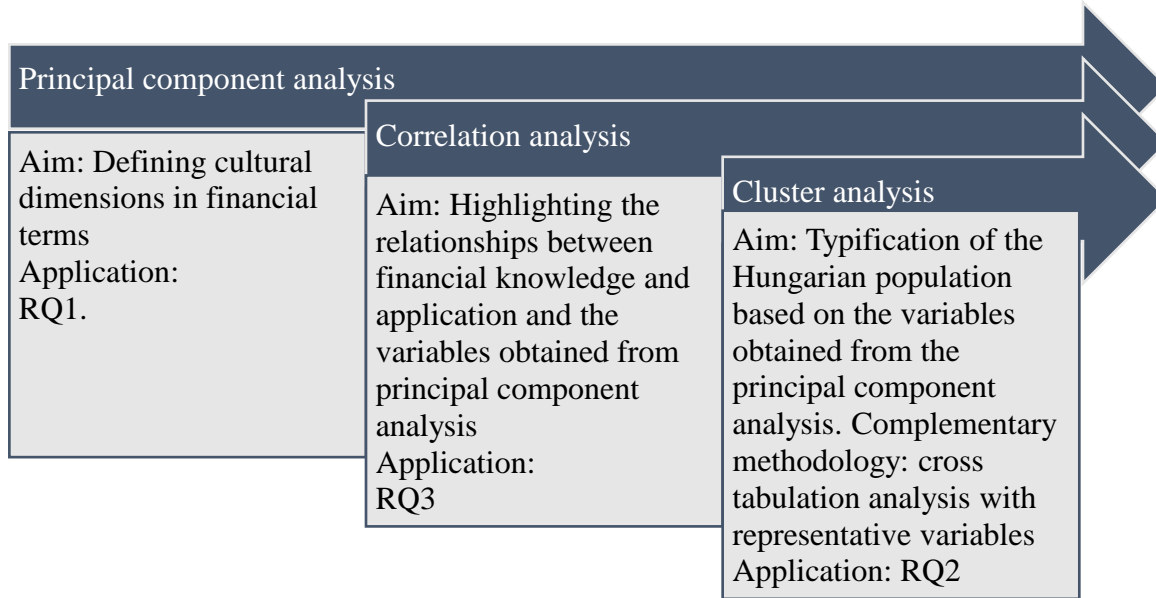 Principal component analysis
Aim: Defining cultural
dimensions in financial
terms
Application:
RQ1.
Correlation analysis
Aim: Highlighting the
relationships between
financial knowledge and
application and the
variables obtained from
principal component
analysis
Application:
RQ3
Cluster analysis
Aim: Typification of the
Hungarian population
based on the variables
obtained from the
principal component
analysis. Complementary
methodology: cross
tabulation analysis with
representative variables
Application: RQ2